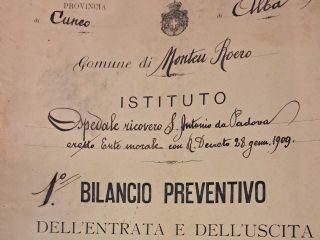 PROVINCIA
di Cuneo di Alba
Comune di Monteu Roero
ISTITUTO
Ospedale ricovero S. Antonio da Padova
eretto Ente morale con R. Decreto 28 genn. 1909.
1º BILANCIO PREVENTIVO
DELL'ENTRATA E DELL'USCITA